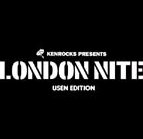 KENROCKS PRESENTS
LONDON NITE
USEN EDITION